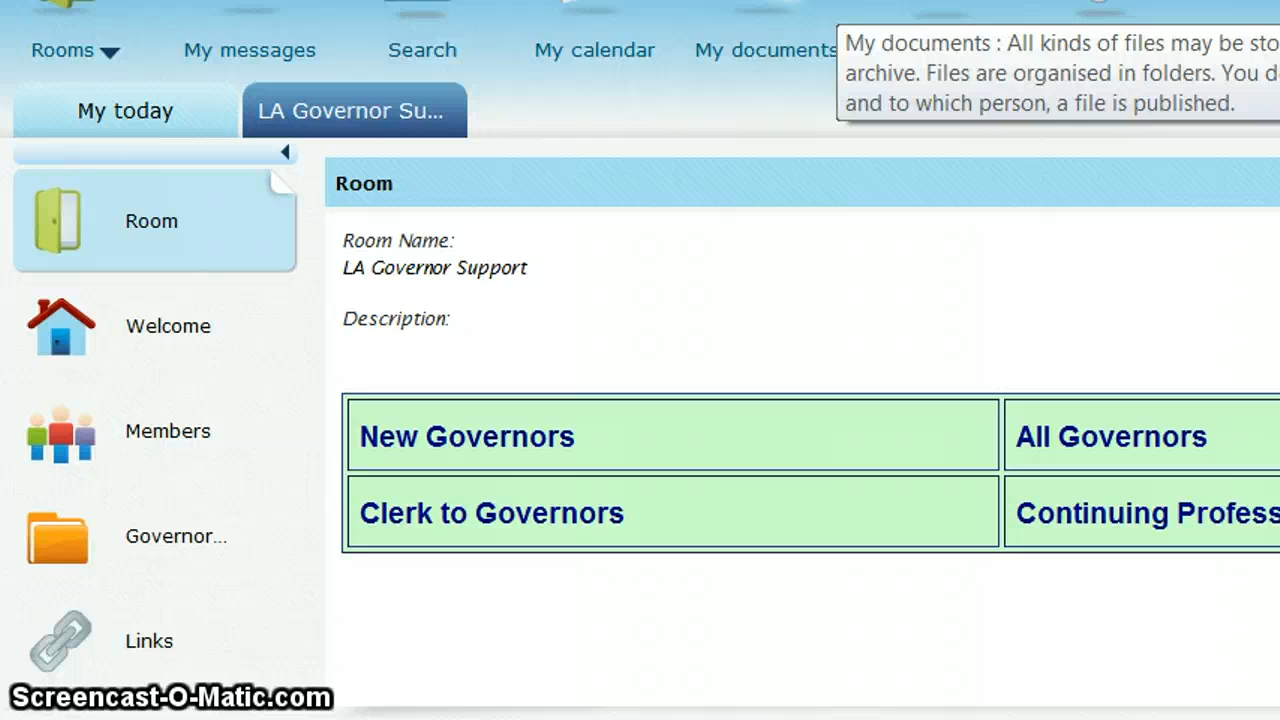 Rooms
My messages
Search
My calendar
My documents
My documents : All kinds of files may be sto
archive. Files are organised in folders. You d
and to which person, a file is published.
My today
LA Governor Su...
Room
Room
Room Name:
LA Governor Support
Welcome
Description:
Members
New Governors
All Governors
Clerk to Governors
Continuing Profess
Governor...
Links
Screencast-O-Matic.com